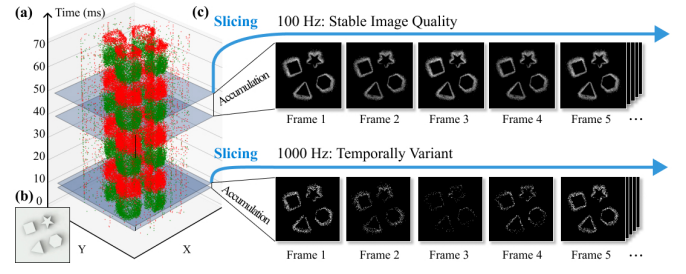 (a)
Time (ms)
70
60
50
40
30
20
10
0
Y
X
(b)
(c)
Slicing
100 Hz: Stable Image Quality
Accumulation
Frame 1
Frame 2
Frame 3
Frame 4
Frame 5
...
Slicing
1000 Hz: Temporally Variant
Accumulation
Frame 1
Frame 2
Frame 3
Frame 4
Frame 5
...